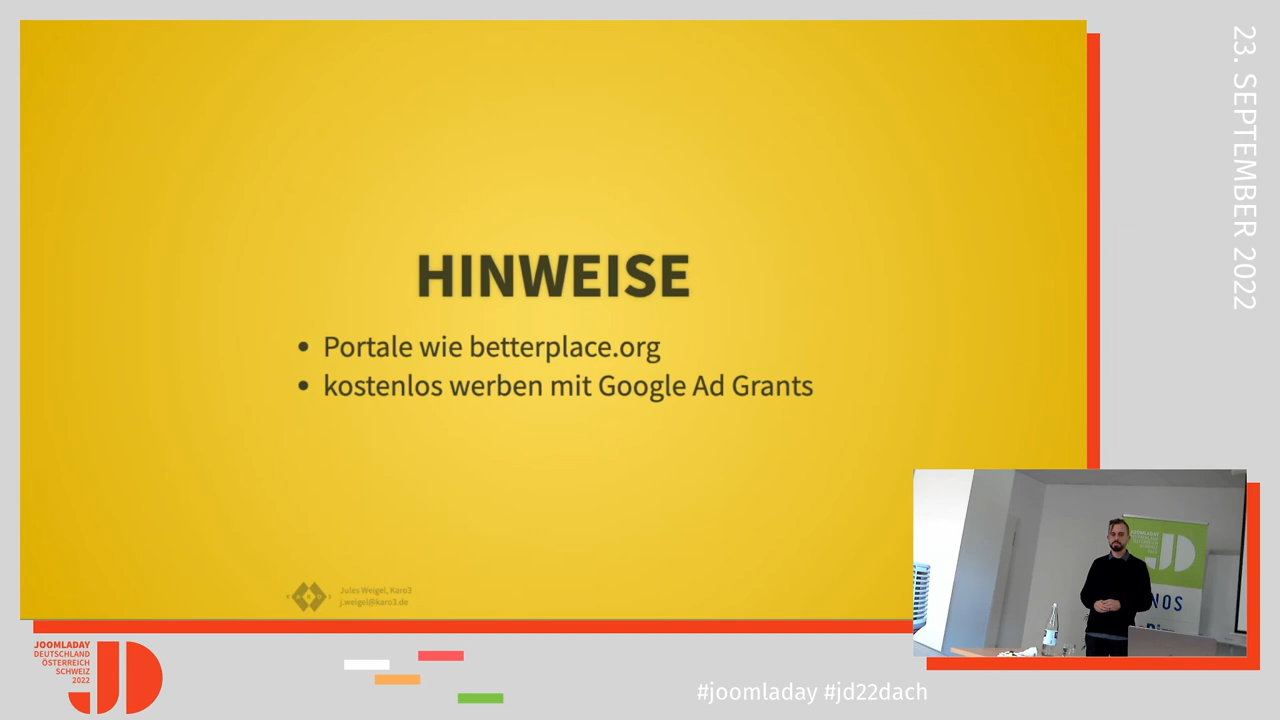 HINWEISE
• Portale wie betterplace.org
• kostenlos werben mit Google Ad Grants
Jules Weigel, Karo3
j.weigel@karo3.de
23. SEPTEMBER 2022
JOOMLADAY
DEUTSCHLAND
ÖSTERREICH
SCHWEIZ
2022
JD
#joomladay #jd22dach